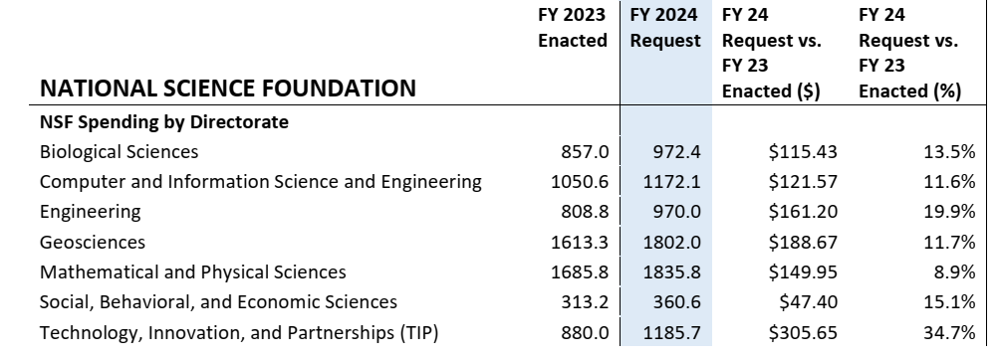 FY 2023 Enacted FY 2024 Request FY 24 Request vs. FY 23 Enacted ($) FY 24 Request vs. FY 23 Enacted (%)
NATIONAL SCIENCE FOUNDATION
NSF Spending by Directorate
Biological Sciences 857.0 972.4 $115.43 13.5%
Computer and Information Science and Engineering 1050.6 1172.1 $121.57 11.6%
Engineering 808.8 970.0 $161.20 19.9%
Geosciences 1613.3 1802.0 $188.67 11.7%
Mathematical and Physical Sciences 1685.8 1835.8 $149.95 8.9%
Social, Behavioral, and Economic Sciences 313.2 360.6 $47.40 15.1%
Technology, Innovation, and Partnerships (TIP) 880.0 1185.7 $305.65 34.7%